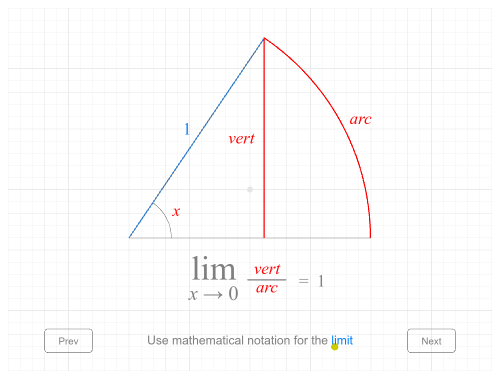 1
vert
arc
x
lim x → 0 vert / arc = 1
Prev
Use mathematical notation for the limit
Next